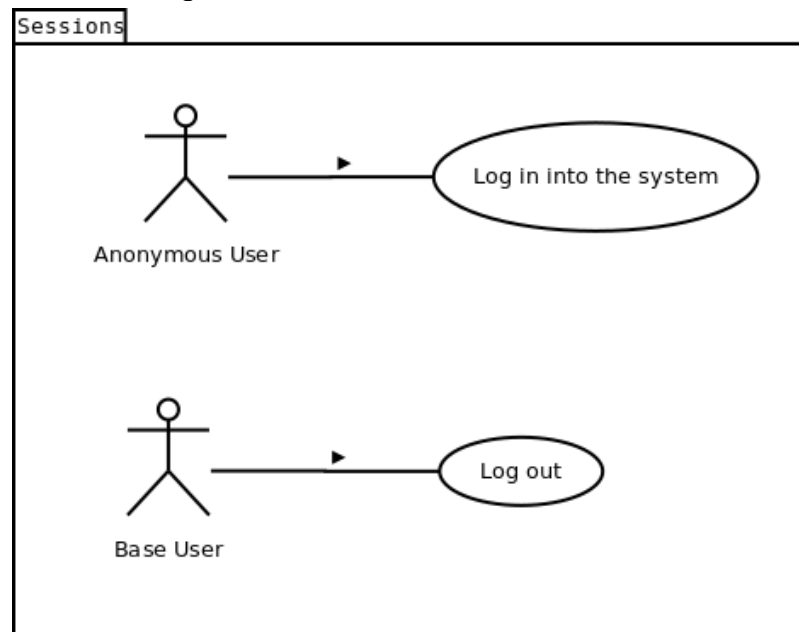 Sessions
Log in into the system
Anonymous User
Log out
Base User